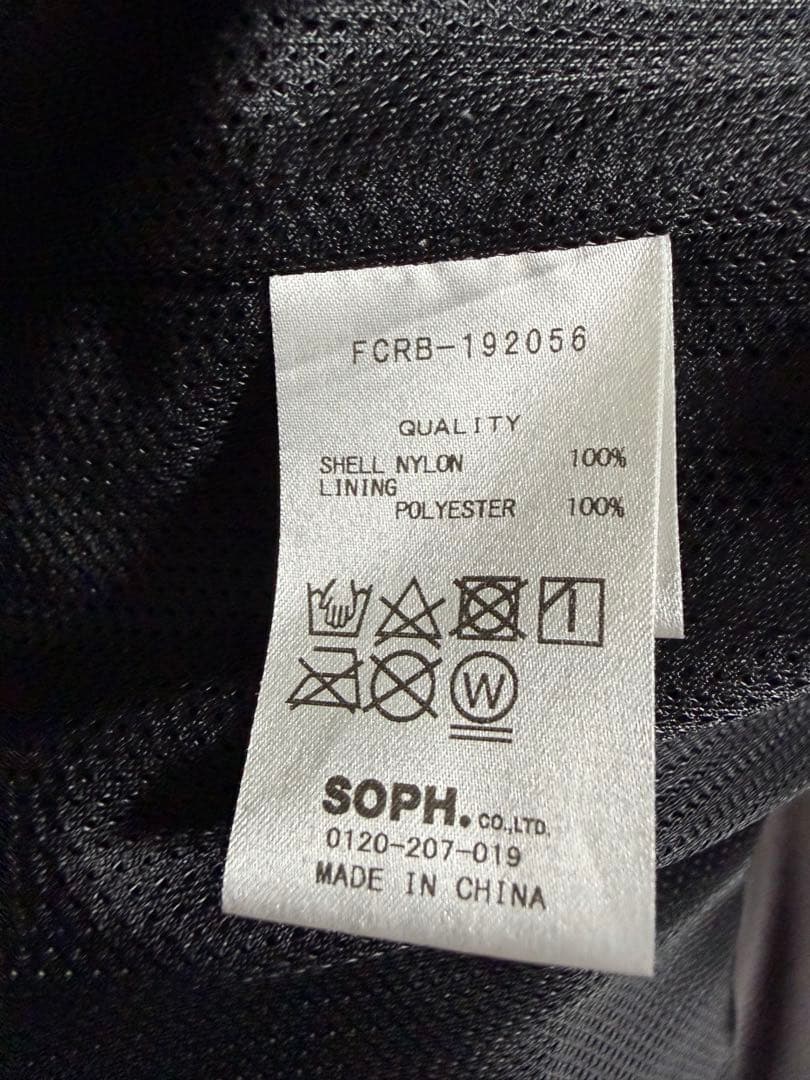 FCRB-192056
QUALITY
SHELL NYLON 100%
LINING
POLYESTER 100%
W
SOPH. CO.,LTD.
0120-207-019
MADE IN CHINA